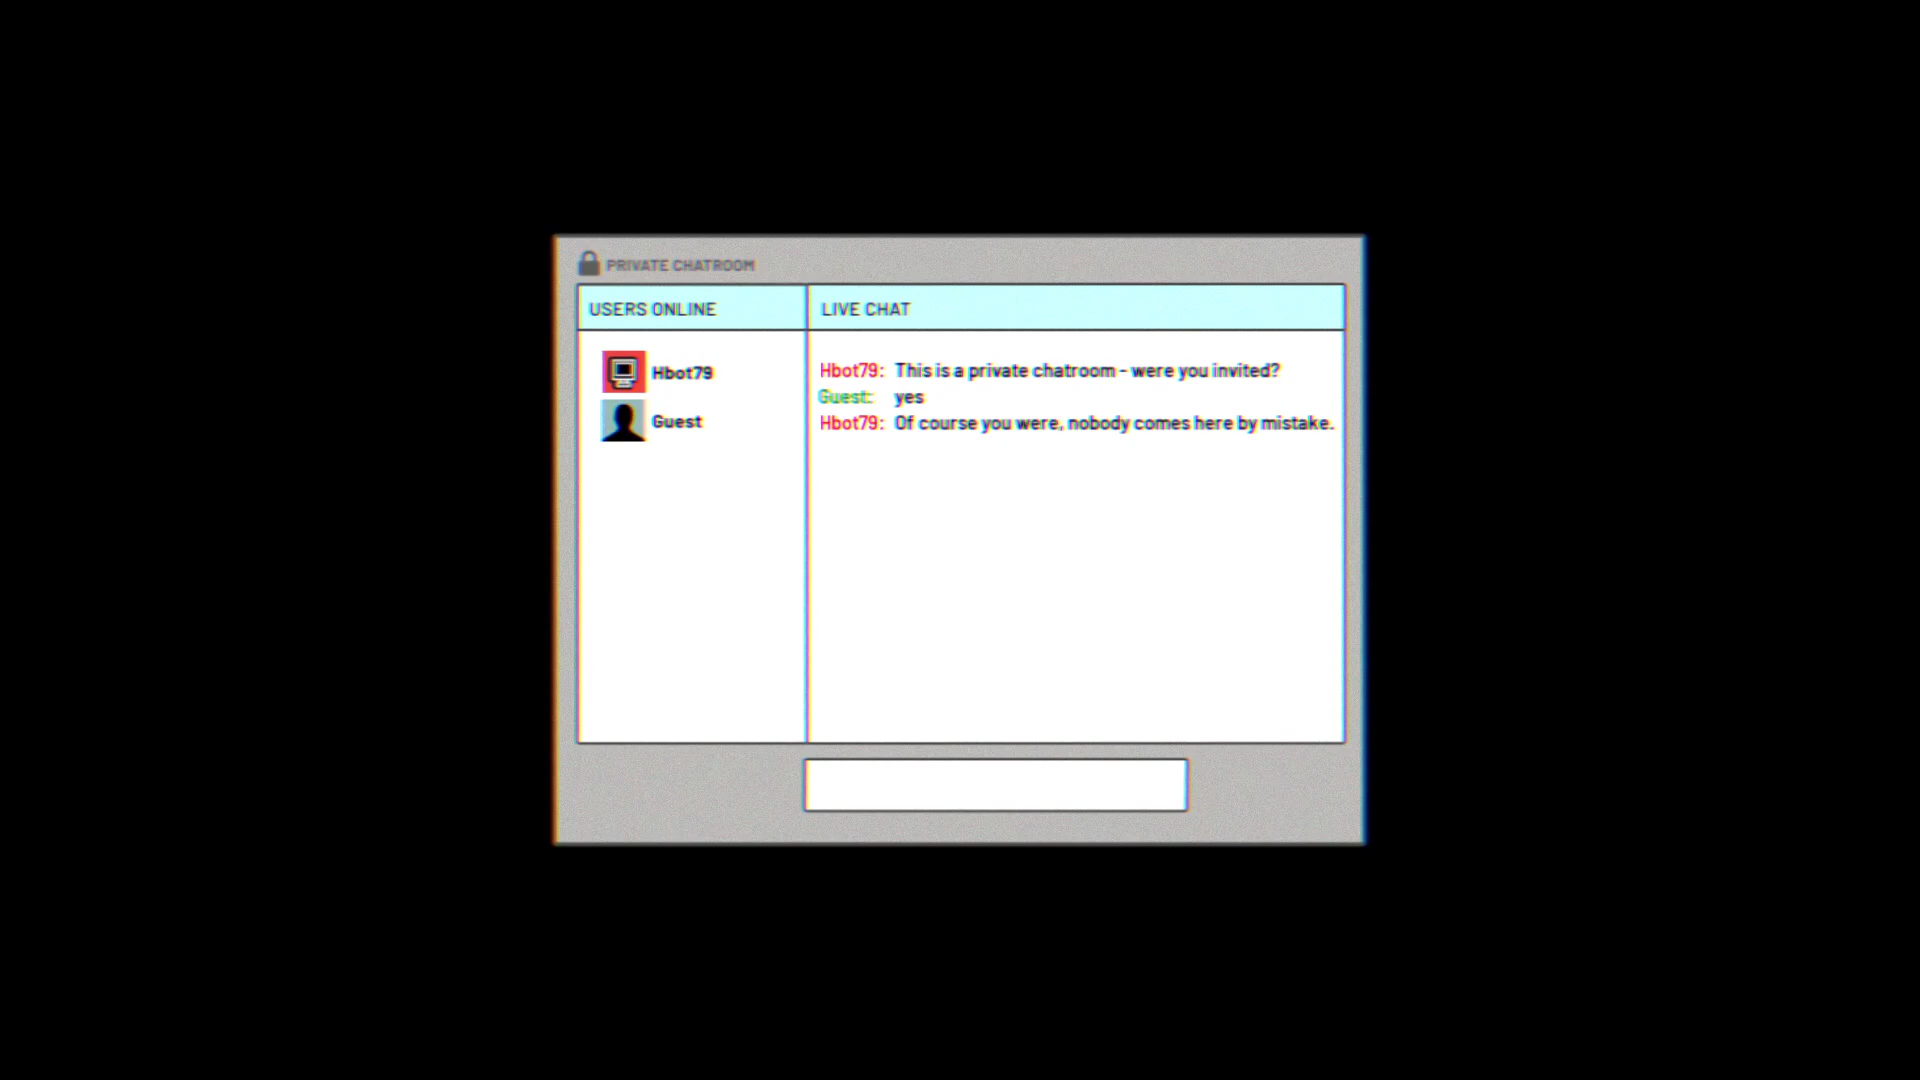 PRIVATE CHATROOM
USERS ONLINE
LIVE CHAT
Hbot79
Guest
Hbot79: This is a private chatroom - were you invited?
Guest: yes
Hbot79: Of course you were, nobody comes here by mistake.